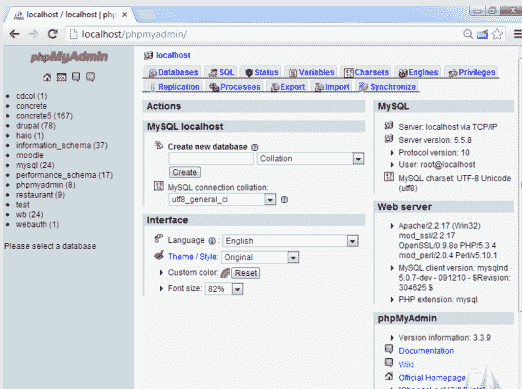 localhost / localhost | php
localhost/phpmyadmin/
phpMyAdmin
cdcol (1)
concrete
concrete5 (167)
drupal (78)
halo (1)
information_schema (37)
moodle
mysql (24)
performance_schema (17)
phpmyadmin (8)
restaurant (9)
test
wb (24)
webauth (1)
Please select a database
localhost
Databases SQL Status Variables Charsets Engines Privileges
Replication Processes Export Import Synchronize
Actions
MySQL localhost
Create new database
Collation
Create
MySQL connection collation:
utf8_general_ci
Interface
Language : English
Theme / Style: Original
Custom color: Reset
Font size: 82%
MySQL
Server: localhost via TCP/IP
Server version: 5.5.8
Protocol version: 10
User: root@localhost
MySQL charset: UTF-8 Unicode
(utf8)
Web server
Apache/2.2.17 (Win32)
mod_ssl/2.2.17
OpenSSL/0.9.8o PHP/5.3.4
mod_perl/2.0.4 Perl/v5.10.1
MySQL client version: mysqlnd
5.0.7-dev - 091210 - $Revision:
304625 $
PHP extension: mysql
phpMyAdmin
Version information: 3.3.9
Documentation
Wiki
Official Homepage